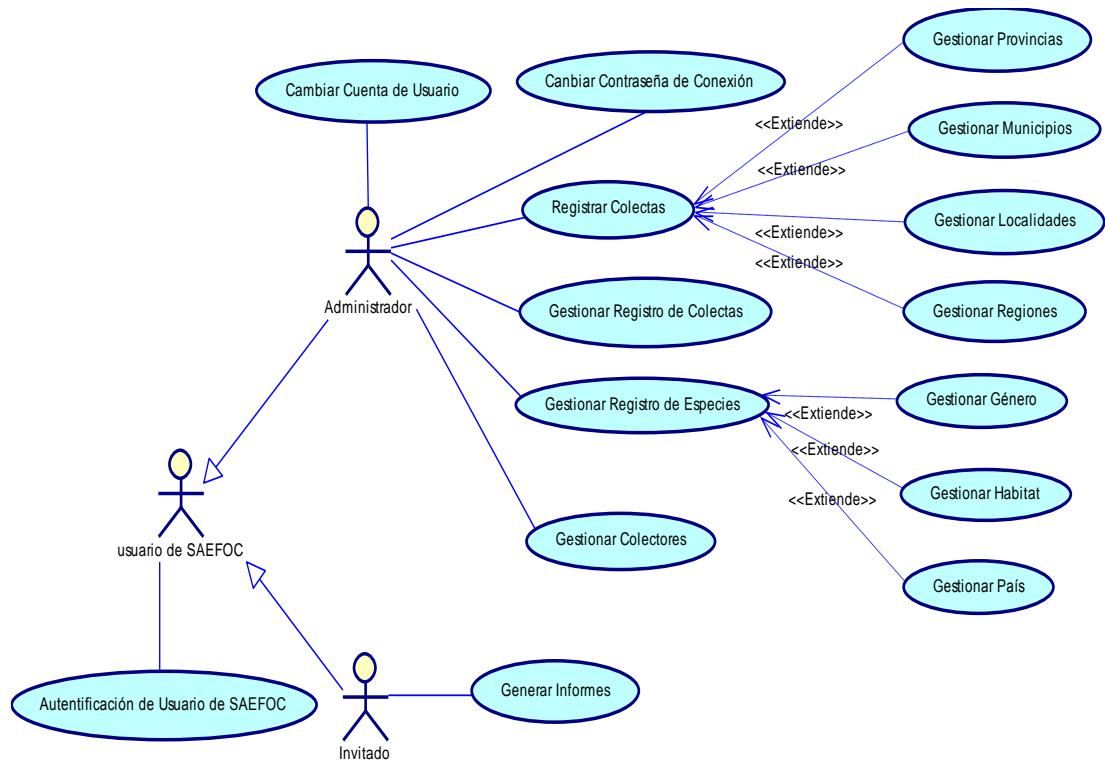 Gestionar Provincias
Cambiar Cuenta de Usuario
Canbiar Contraseña de Conexión
<<Extiende>>
Gestionar Municipios
<<Extiende>>
Registrar Colectas
Gestionar Localidades
<<Extiende>>
<<Extiende>>
Administrador
Gestionar Registro de Colectas
Gestionar Regiones
Gestionar Registro de Especies
Gestionar Género
<<Extiende>>
<<Extiende>>
Gestionar Habitat
<<Extiende>>
usuario de SAEFOC
Gestionar Colectores
Gestionar País
Autentificación de Usuario de SAEFOC
Generar Informes
Invitado